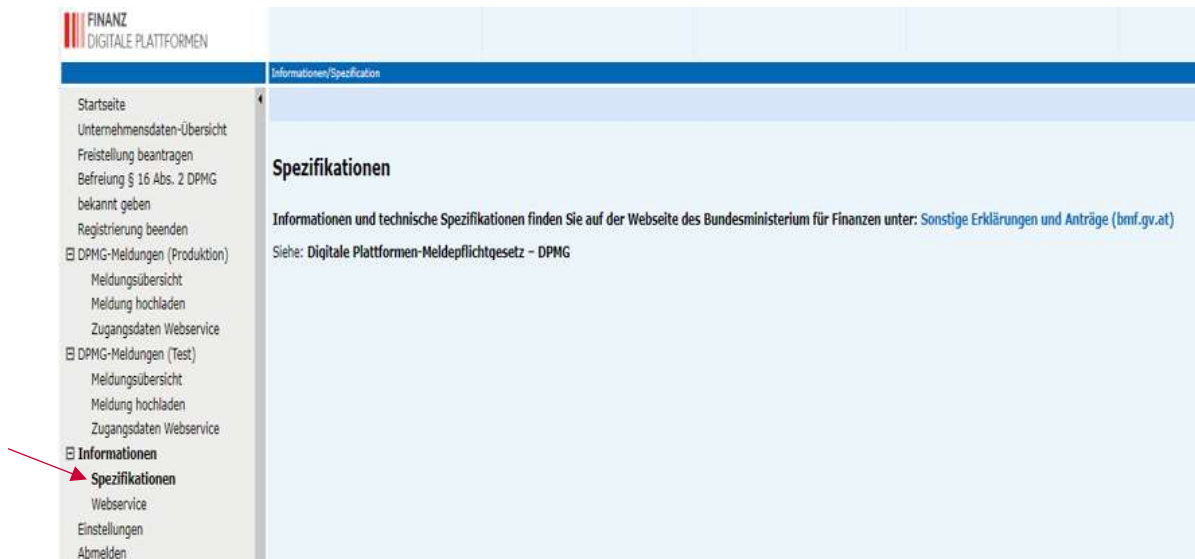 FINANZ
DIGITALE PLATTFORMEN
Informationen/Spezification
Startseite
Unternehmensdaten-Übersicht
Freistellung beantragen
Befreiung § 16 Abs. 2 DPMG
bekannt geben
Registrierung beenden
DPMG-Meldungen (Produktion)
Meldungsübersicht
Meldung hochladen
Zugangsdaten Webservice
DPMG-Meldungen (Test)
Meldungsübersicht
Meldung hochladen
Zugangsdaten Webservice
Informationen
Spezifikationen
Webservice
Einstellungen
Abmelden
Spezifikationen
Informationen und technische Spezifikationen finden Sie auf der Webseite des Bundesministerium für Finanzen unter: Sonstige Erklärungen und Anträge (bmf.gv.at)
Siehe: Digitale Plattformen-Meldepflichtgesetz – DPMG